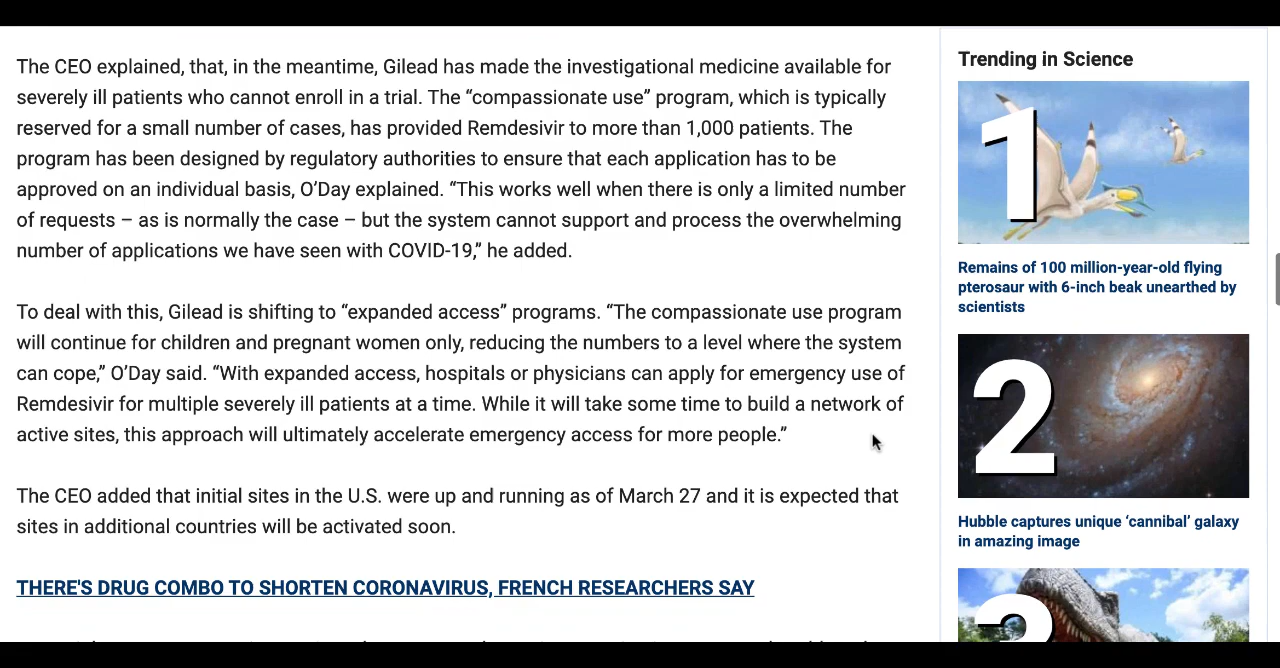 The CEO explained, that, in the meantime, Gilead has made the investigational medicine available for
severely ill patients who cannot enroll in a trial. The “compassionate use” program, which is typically
reserved for a small number of cases, has provided Remdesivir to more than 1,000 patients. The
program has been designed by regulatory authorities to ensure that each application has to be
approved on an individual basis, O’Day explained. “This works well when there is only a limited number
of requests – as is normally the case – but the system cannot support and process the overwhelming
number of applications we have seen with COVID-19,” he added.
To deal with this, Gilead is shifting to “expanded access” programs. “The compassionate use program
will continue for children and pregnant women only, reducing the numbers to a level where the system
can cope,” O’Day said. “With expanded access, hospitals or physicians can apply for emergency use of
Remdesivir for multiple severely ill patients at a time. While it will take some time to build a network of
active sites, this approach will ultimately accelerate emergency access for more people.”
The CEO added that initial sites in the U.S. were up and running as of March 27 and it is expected that
sites in additional countries will be activated soon.
THERE'S DRUG COMBO TO SHORTEN CORONAVIRUS, FRENCH RESEARCHERS SAY
Trending in Science
1
Remains of 100 million-year-old flying
pterosaur with 6-inch beak unearthed by
scientists
2
Hubble captures unique ‘cannibal’ galaxy
in amazing image
3